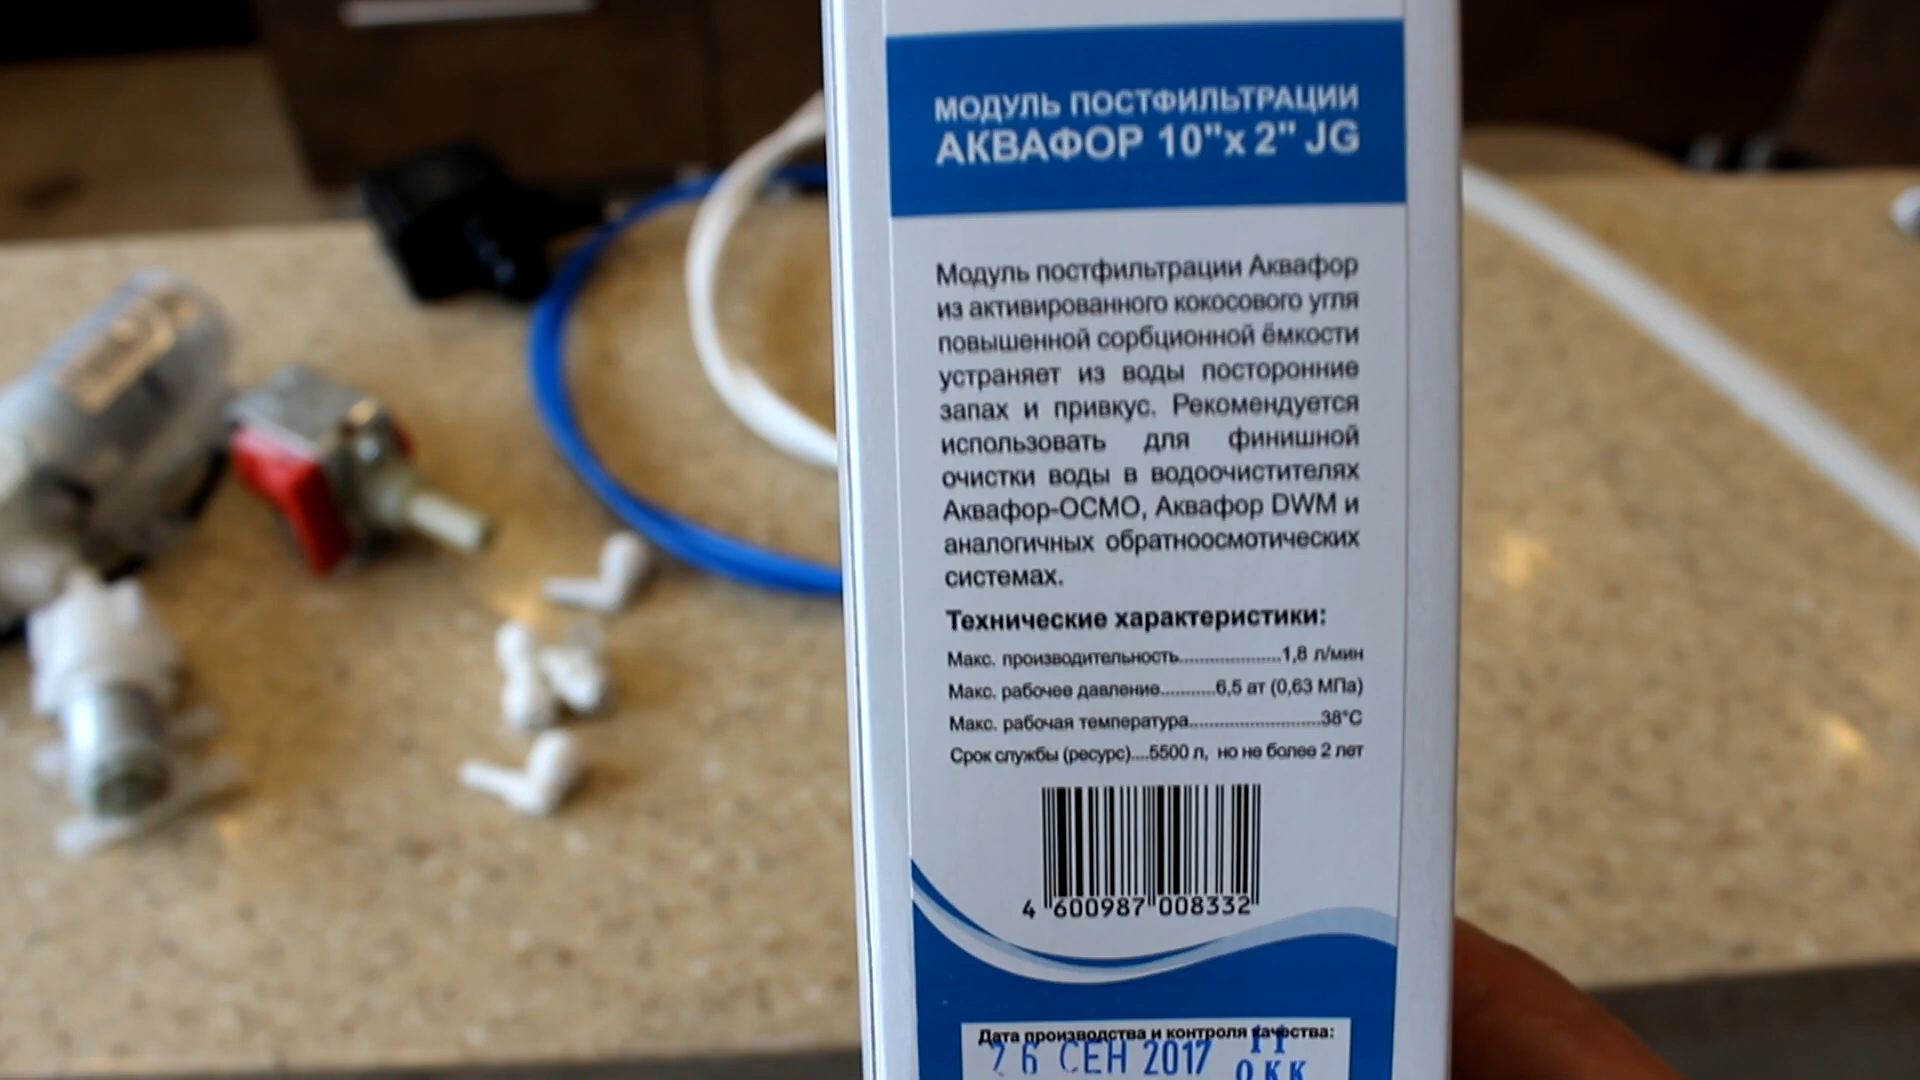 МОДУЛЬ ПОСТФИЛЬТРАЦИИ
АКВАФОР 10"х 2" JG
Модуль постфильтрации Аквафор
из активированного кокосового угля
повышенной сорбционной ёмкости
устраняет из воды посторонние
запах и привкус. Рекомендуется
использовать для финишной
очистки воды в водоочистителях
Аквафор-ОСМО, Аквафор DWM и
аналогичных обратноосмотических
системах.
Технические характеристики:
Макс. производительность....................1,8 л/мин
Макс. рабочее давление...........6,5 ат (0,63 МПа)
Макс. рабочая температура..........................38°С
Срок службы (ресурс)....5500 л, но не более 2 лет
4 600987 008332
Дата производства и контроля качества:
26 СЕН 2017 11
ОКК